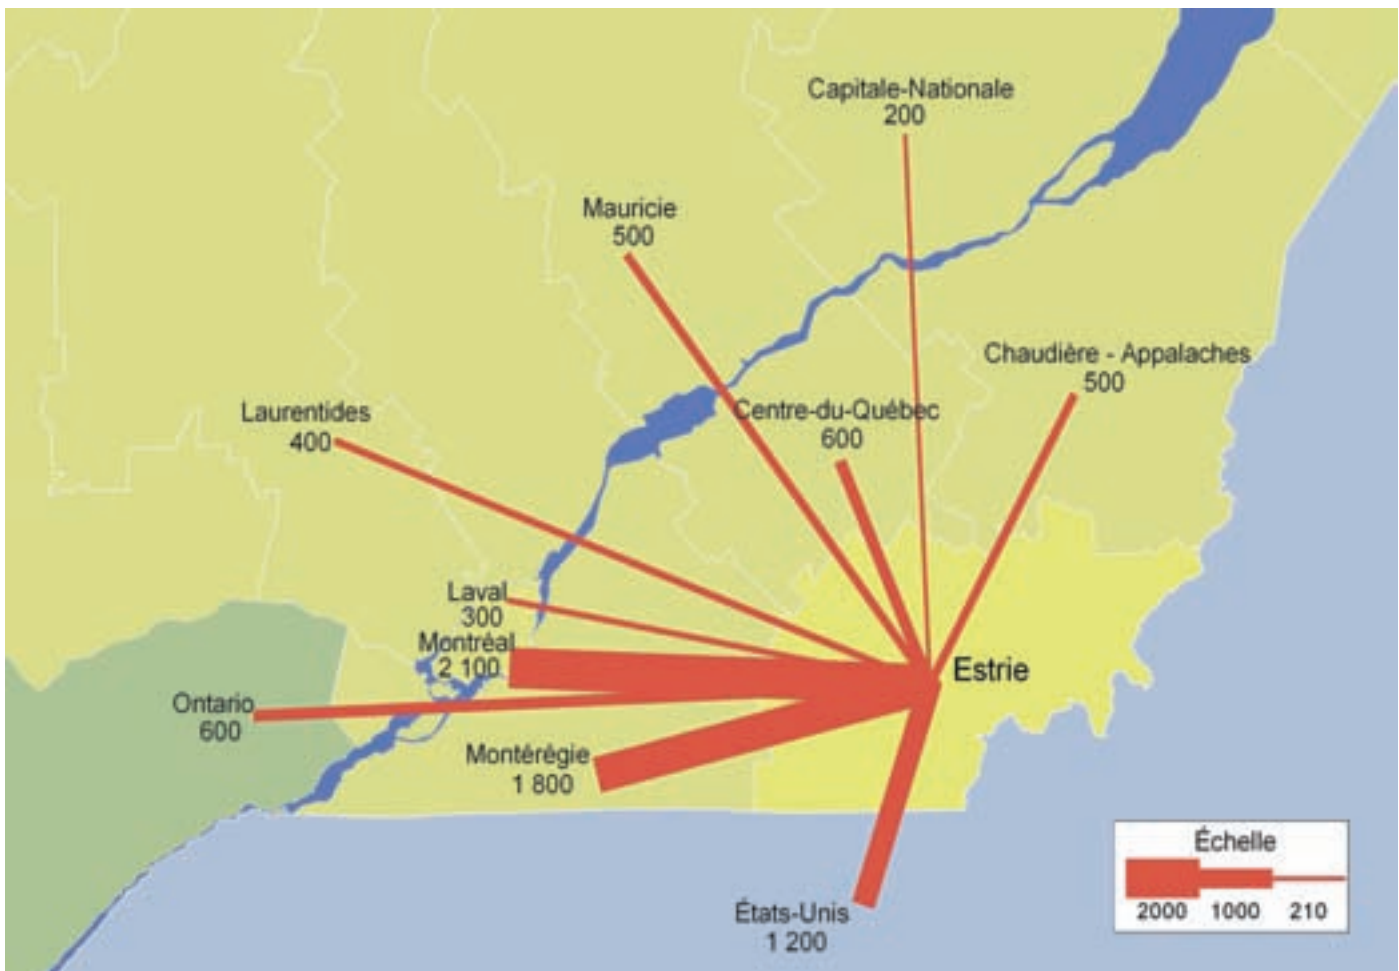 Capitale-Nationale
200
Mauricie
500
Chaudière - Appalaches
500
Centre-du-Québec
600
Laurentides
400
Laval
300
Montréal
2 100
Estrie
Ontario
600
Montérégie
1 800
États-Unis
1 200
Échelle
2000 1000 210